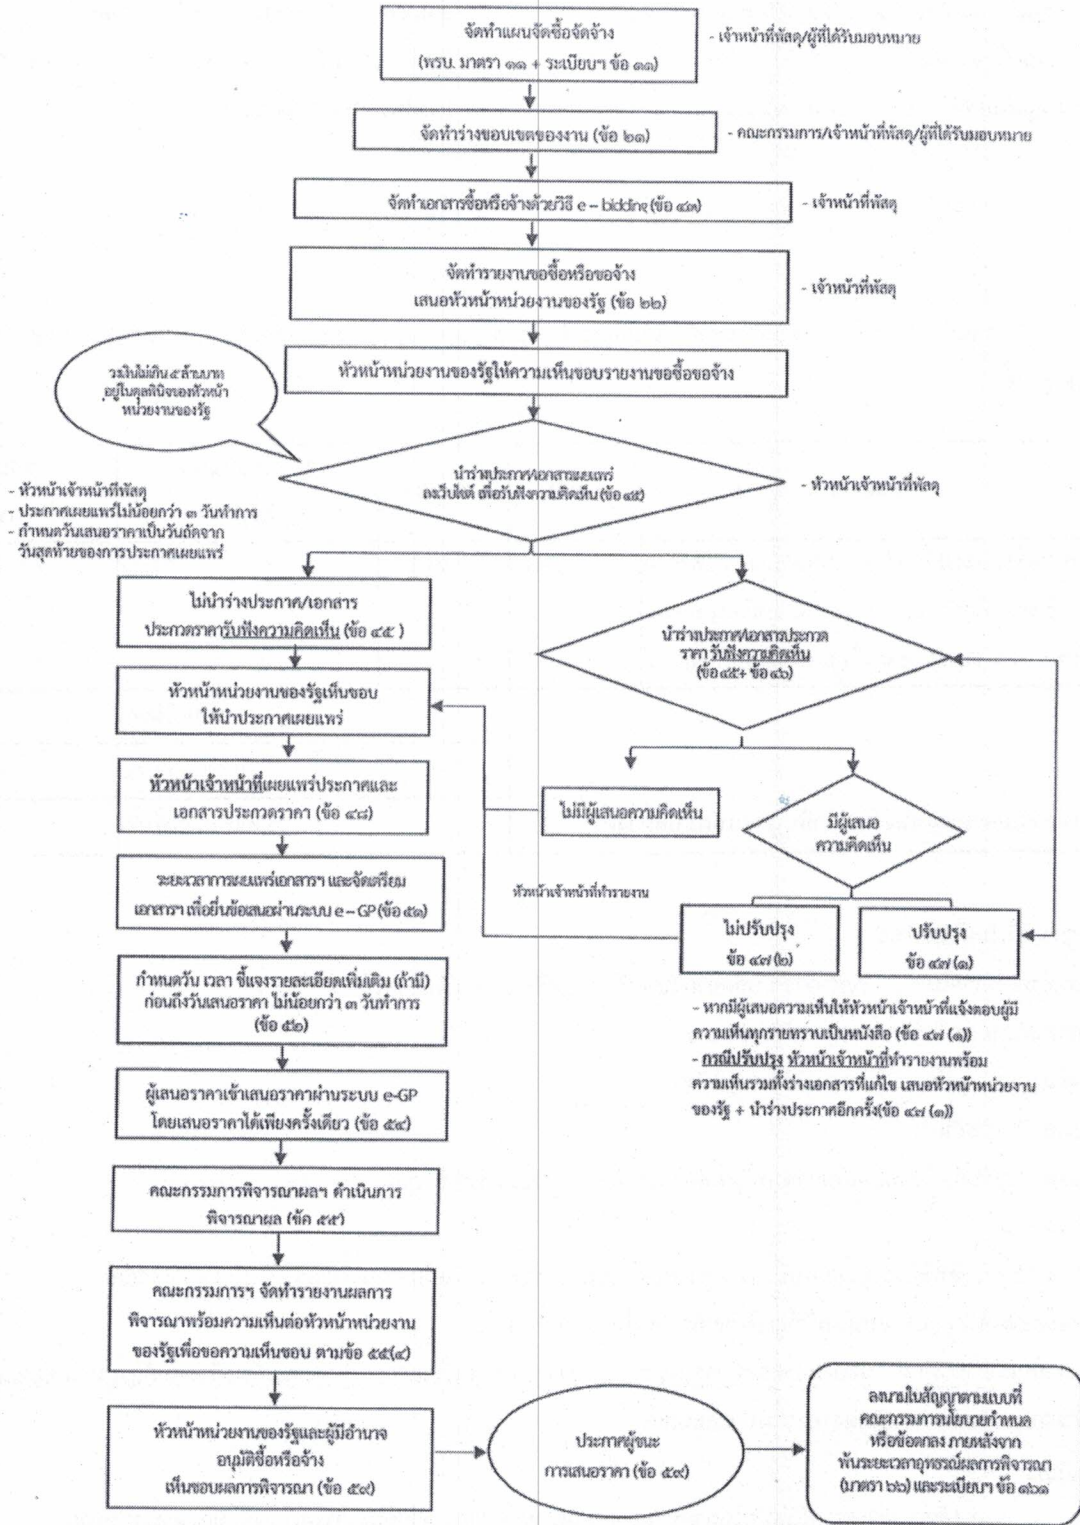 จัดทำแผนจัดซื้อจัดจ้าง
(พรบ. มาตรา ๑๑ + ระเบียบฯ ข้อ ๑๑)
- เจ้าหน้าที่พัสดุ/ผู้ที่ได้รับมอบหมาย
จัดทำร่างขอบเขตของงาน (ข้อ ๒๑)
- คณะกรรมการ/เจ้าหน้าที่พัสดุ/ผู้ที่ได้รับมอบหมาย
จัดทำเอกสารซื้อหรือจ้างด้วยวิธี e – bidding (ข้อ ๔๓)
- เจ้าหน้าที่พัสดุ
จัดทำรายงานขอซื้อหรือขอจ้าง
เสนอหัวหน้าหน่วยงานของรัฐ (ข้อ ๒๒)
- เจ้าหน้าที่พัสดุ
หัวหน้าหน่วยงานของรัฐให้ความเห็นชอบรายงานขอซื้อขอจ้าง
วงเงินไม่เกิน ๕ ล้านบาท
อยู่ในดุลพินิจของหัวหน้า
หน่วยงานของรัฐ
นำร่างประกาศ/เอกสารเผยแพร่
ลงเว็บไซต์ เพื่อรับฟังความคิดเห็น (ข้อ ๔๕)
- หัวหน้าเจ้าหน้าที่พัสดุ
- หัวหน้าเจ้าหน้าที่พัสดุ
- ประกาศเผยแพร่ไม่น้อยกว่า ๓ วันทำการ
- กำหนดวันเสนอราคาเป็นวันถัดจาก
วันสุดท้ายของการประกาศเผยแพร่
ไม่นำร่างประกาศ/เอกสาร
ประกวดราคารับฟังความคิดเห็น (ข้อ ๔๕ )
นำร่างประกาศ/เอกสารประกวด
ราคา รับฟังความคิดเห็น
(ข้อ ๔๕+ ข้อ ๔๖)
หัวหน้าหน่วยงานของรัฐเห็นชอบ
ให้นำประกาศเผยแพร่
หัวหน้าเจ้าหน้าที่เผยแพร่ประกาศและ
เอกสารประกวดราคา (ข้อ ๔๘)
ไม่มีผู้เสนอความคิดเห็น
มีผู้เสนอ
ความคิดเห็น
ระยะเวลาการเผยแพร่เอกสารฯ และจัดเตรียม
เอกสารฯ เพื่อยื่นข้อเสนอผ่านระบบ e – GP (ข้อ ๕๑)
หัวหน้าเจ้าหน้าที่ทำรายงาน
ไม่ปรับปรุง
ข้อ ๔๗ (๒)
ปรับปรุง
ข้อ ๔๗ (๑)
กำหนดวัน เวลา ชี้แจงรายละเอียดเพิ่มเติม (ถ้ามี)
ก่อนถึงวันเสนอราคา ไม่น้อยกว่า ๓ วันทำการ
(ข้อ ๕๒)
- หากมีผู้เสนอความเห็นให้หัวหน้าเจ้าหน้าที่แจ้งตอบผู้มี
ความเห็นทุกรายทราบเป็นหนังสือ (ข้อ ๔๗ (๑))
- กรณีปรับปรุง หัวหน้าเจ้าหน้าที่ทำรายงานพร้อม
ความเห็นรวมทั้งร่างเอกสารที่แก้ไข เสนอหัวหน้าหน่วยงาน
ของรัฐ + นำร่างประกาศอีกครั้ง(ข้อ ๔๗ (๑))
ผู้เสนอราคาเข้าเสนอราคาผ่านระบบ e-GP
โดยเสนอราคาได้เพียงครั้งเดียว (ข้อ ๕๔)
คณะกรรมการพิจารณาผลฯ ดำเนินการ
พิจารณาผล (ข้อ ๕๕)
คณะกรรมการฯ จัดทำรายงานผลการ
พิจารณาพร้อมความเห็นต่อหัวหน้าหน่วยงาน
ของรัฐเพื่อขอความเห็นชอบ ตามข้อ ๕๕(๔)
หัวหน้าหน่วยงานของรัฐและผู้มีอำนาจ
อนุมัติซื้อหรือจ้าง
เห็นชอบผลการพิจารณา (ข้อ ๕๙)
ประกาศผู้ชนะ
การเสนอราคา (ข้อ ๕๙)
ลงนามในสัญญาตามแบบที่
คณะกรรมการนโยบายกำหนด
หรือข้อตกลง ภายหลังจาก
พ้นระยะเวลาอุทธรณ์ผลการพิจารณา
(มาตรา ๖๖) และระเบียบฯ ข้อ ๑๖๑